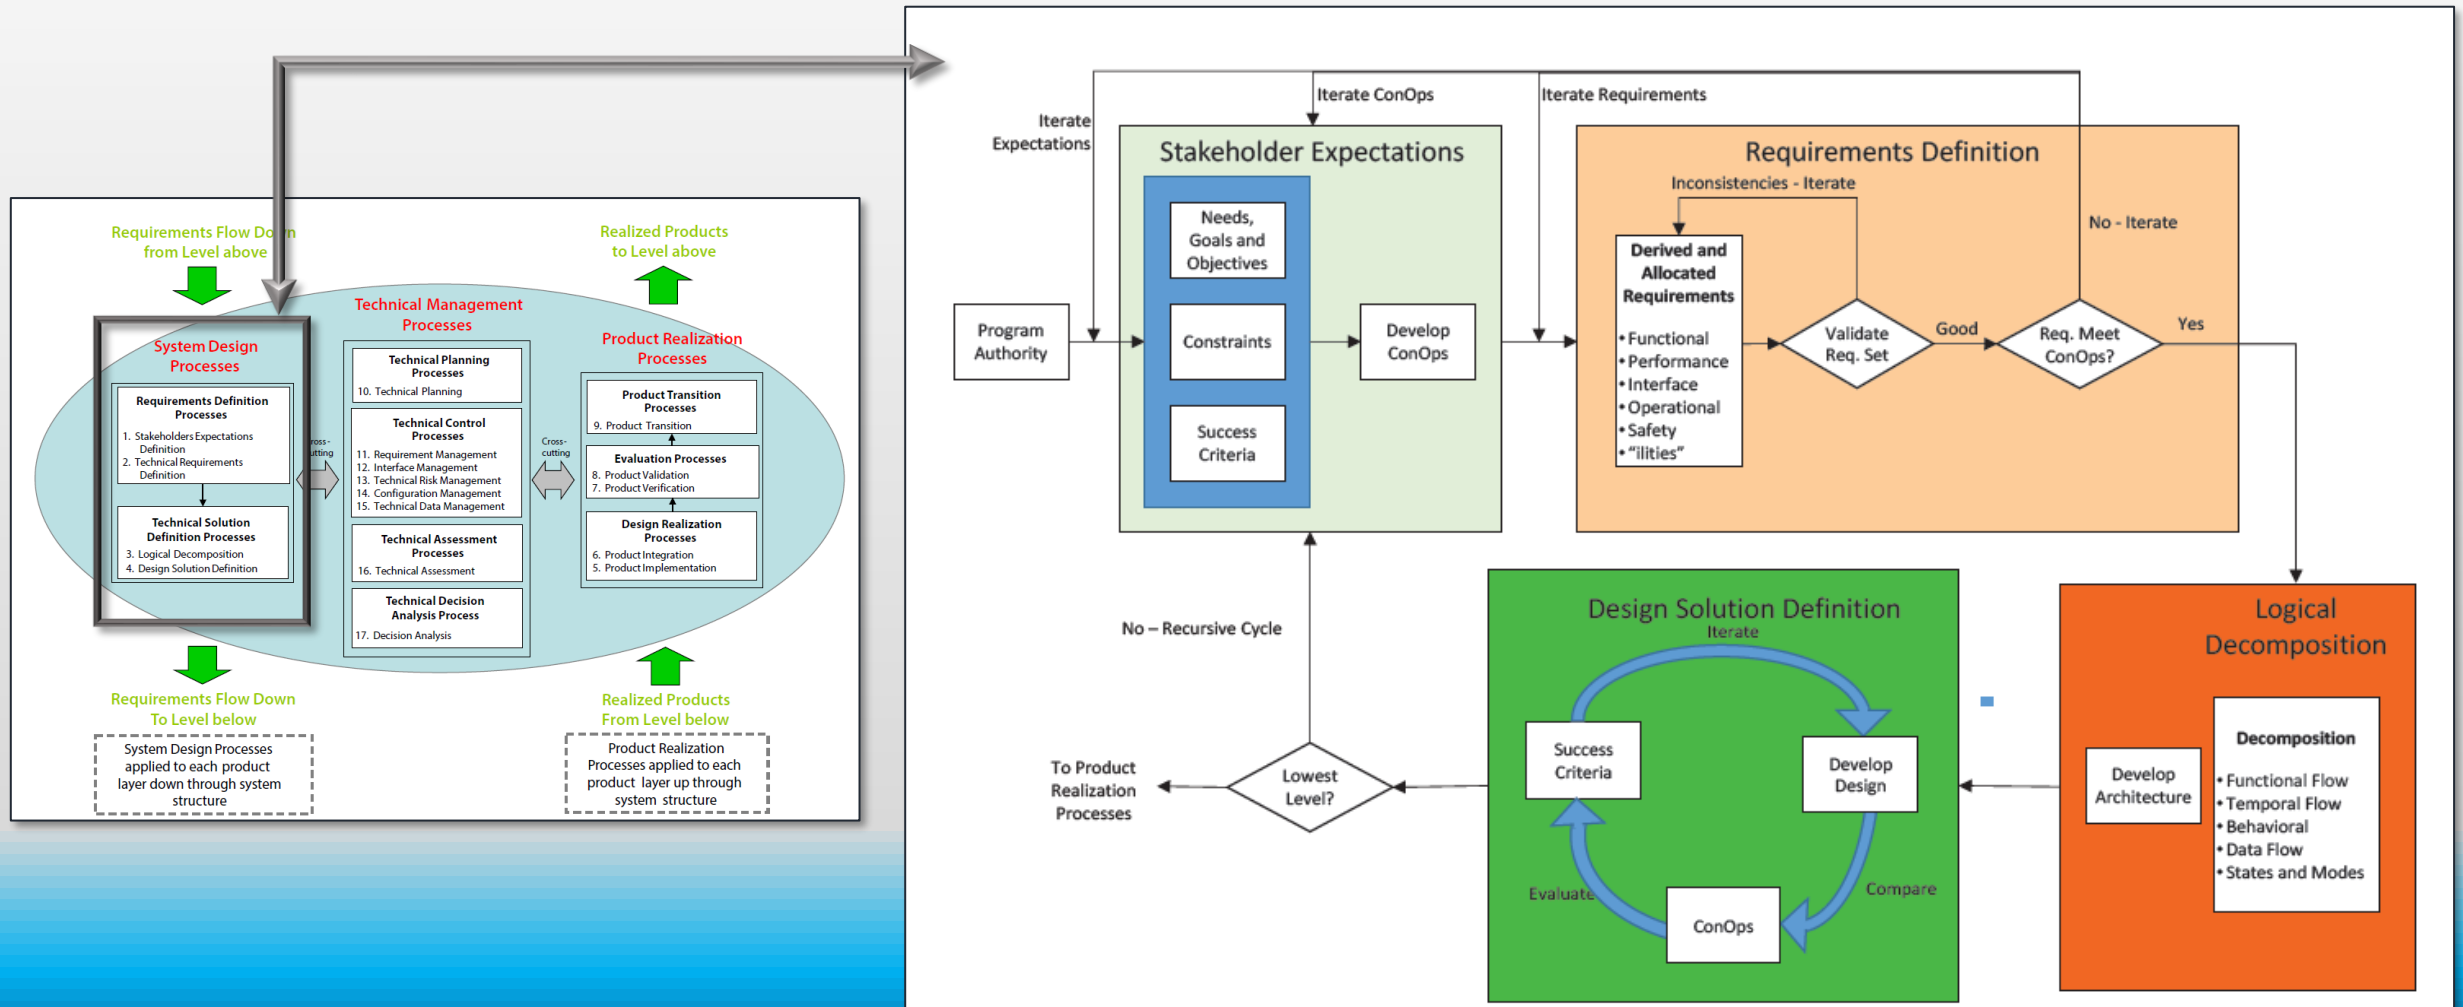 Requirements Flow Down
from Level above
Realized Products
to Level above
System Design
Processes
Requirements Definition
Processes
1. Stakeholders Expectations
Definition
2. Technical Requirements
Definition
Technical Solution
Definition Processes
3. Logical Decomposition
4. Design Solution Definition
ross -
utting
Technical Management
Processes
Technical Planning
Processes
10. Technical Planning
Technical Control
Processes
11. Requirement Management
12. Interface Management
13. Technical Risk Management
14. Configuration Management
15. Technical Data Management
Technical Assessment
Processes
16. Technical Assessment
Technical Decision
Analysis Process
17. Decision Analysis
Cross-
cutting
Product Realization
Processes
Product Transition
Processes
9. Product Transition
Evaluation Processes
8. Product Validation
7. Product Verification
Design Realization
Processes
6. Product Integration
5. Product Implementation
Requirements Flow Down
To Level below
System Design Processes
applied to each product
layer down through system
structure
Realized Products
From Level below
Product Realization
Processes applied to each
product layer up through
system structure
Iterate
Expectations
Iterate ConOps
Iterate Requirements
Program
Authority
Stakeholder Expectations
Needs,
Goals and
Objectives
Constraints
Success
Criteria
Develop
ConOps
Requirements Definition
Inconsistencies - Iterate
Derived and
Allocated
Requirements
• Functional
• Performance
• Interface
• Operational
• Safety
• “ilities”
Validate
Req. Set
Good
Req. Meet
ConOps?
No - Iterate
Yes
Logical
Decomposition
Decomposition
• Functional Flow
• Temporal Flow
• Behavioral
• Data Flow
• States and Modes
Develop
Architecture
Design Solution Definition
Iterate
Success
Criteria
Develop
Design
Evaluate
Compare
ConOps
No – Recursive Cycle
Lowest
Level?
To Product
Realization
Processes